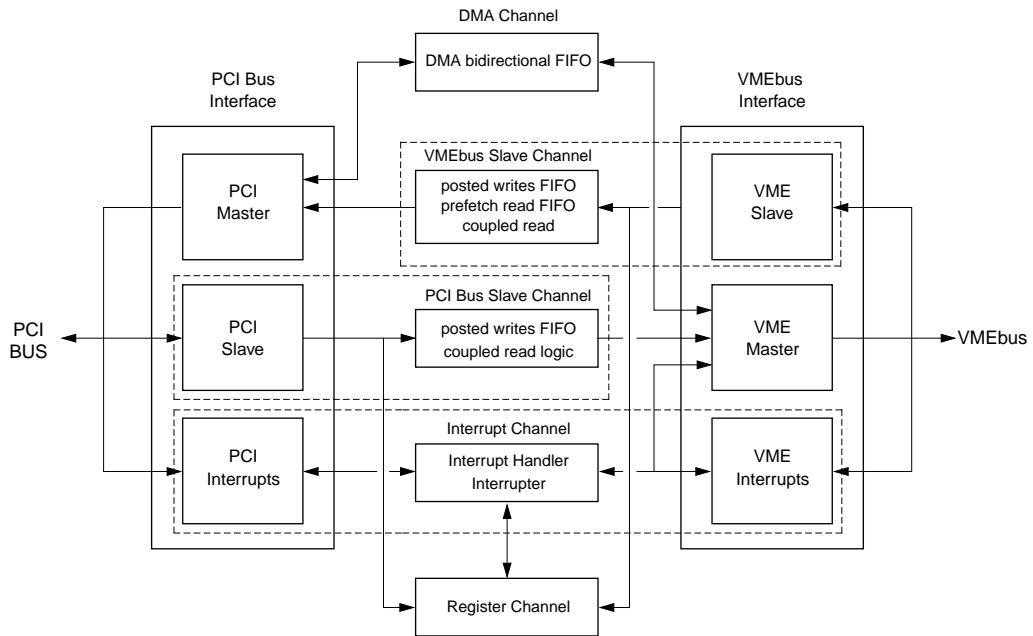 DMA Channel
DMA bidirectional FIFO
PCI Bus
Interface
VMEbus
Interface
VMEbus Slave Channel
PCI
Master
posted writes FIFO
prefetch read FIFO
coupled read
VME
Slave
PCI Bus Slave Channel
PCI
BUS
PCI
Slave
posted writes FIFO
coupled read logic
VME
Master
VMEbus
Interrupt Channel
PCI
Interrupts
Interrupt Handler
Interrupter
VME
Interrupts
Register Channel